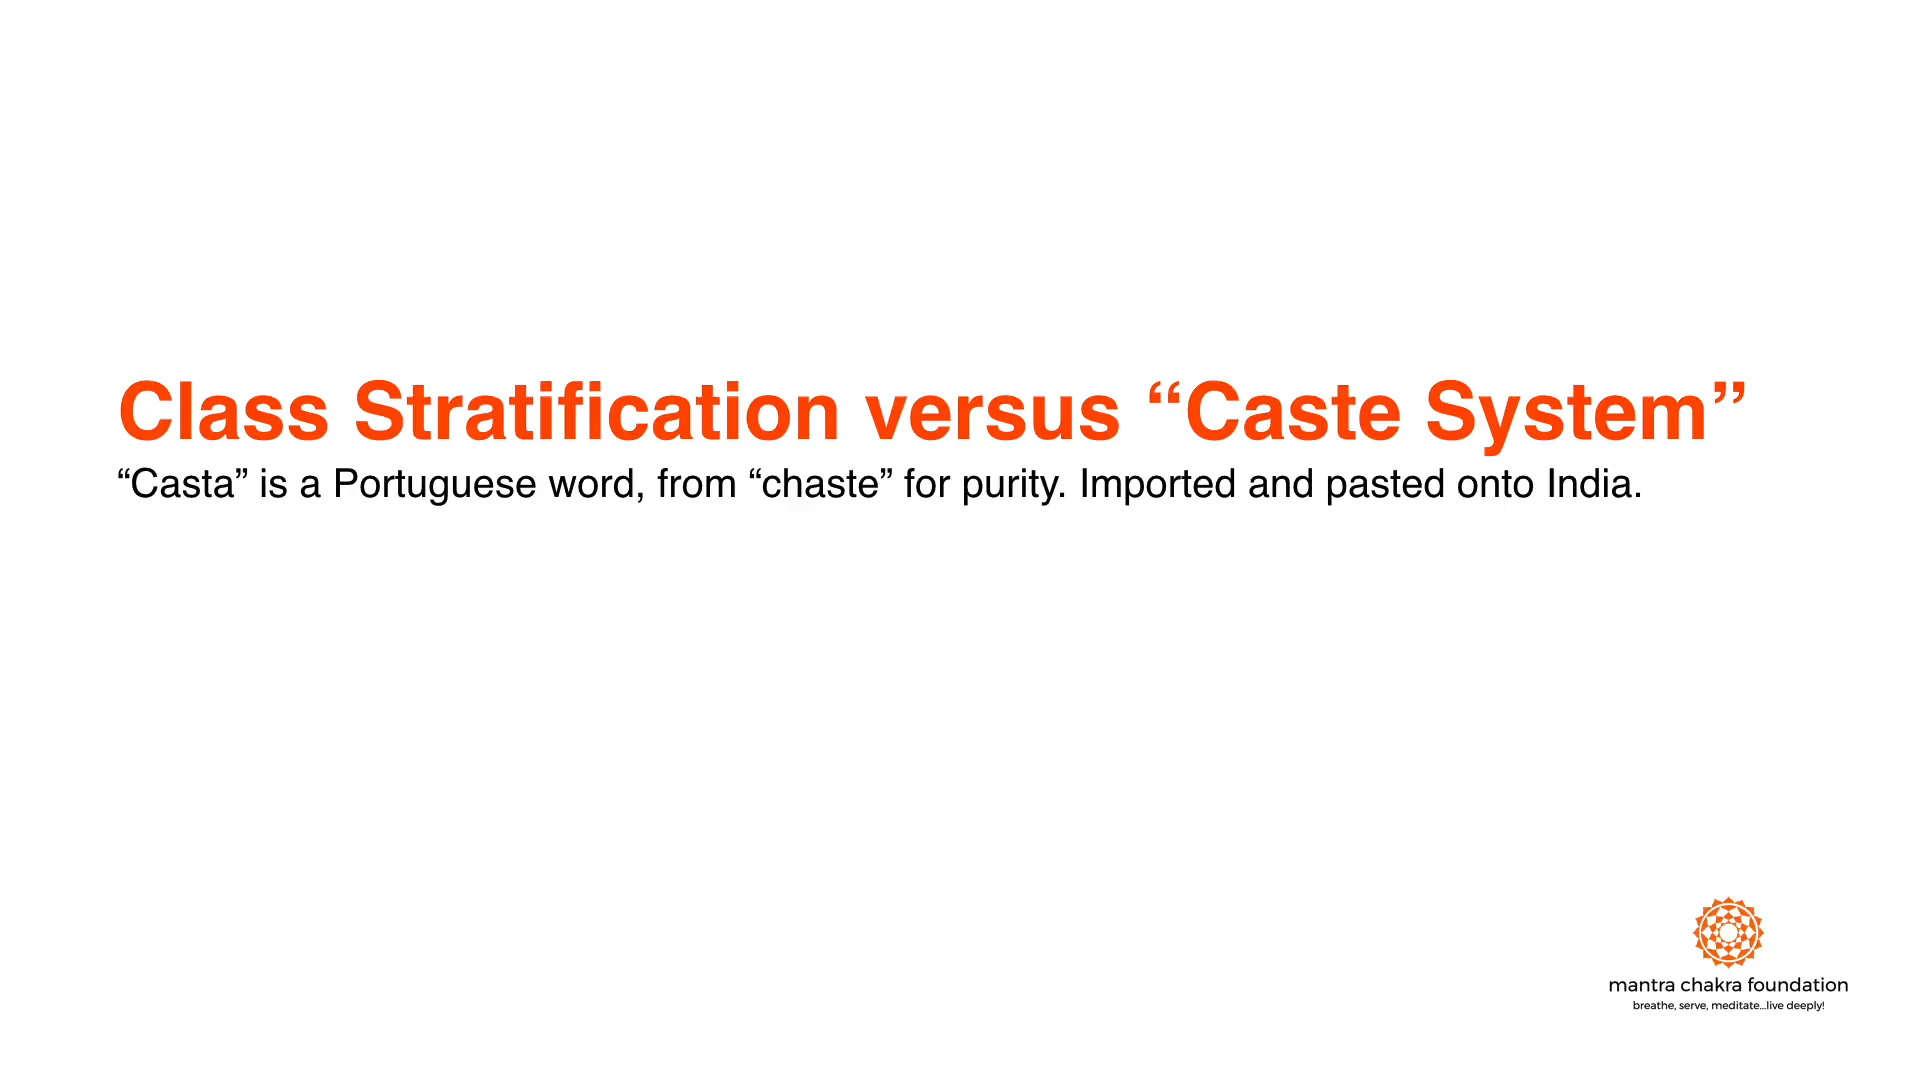 Class Stratification versus “Caste System”
“Casta” is a Portuguese word, from “chaste” for purity. Imported and pasted onto India.
mantra chakra foundation
breathe, serve, meditate...live deeply!